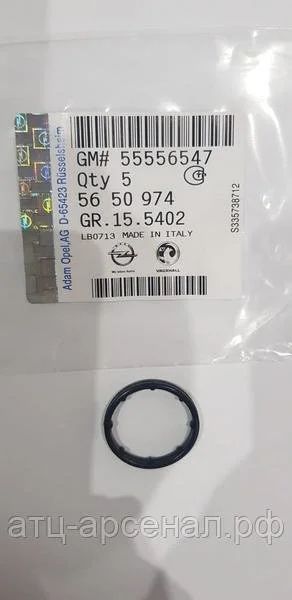 GM# 55556547
Qty 5
56 50 974
GR.15.5402
LB0713 MADE IN ITALY
VAUXHALL
Adam Opel AG D-65423 Rüsselsheim
S335738712
атц-арсенал.рф